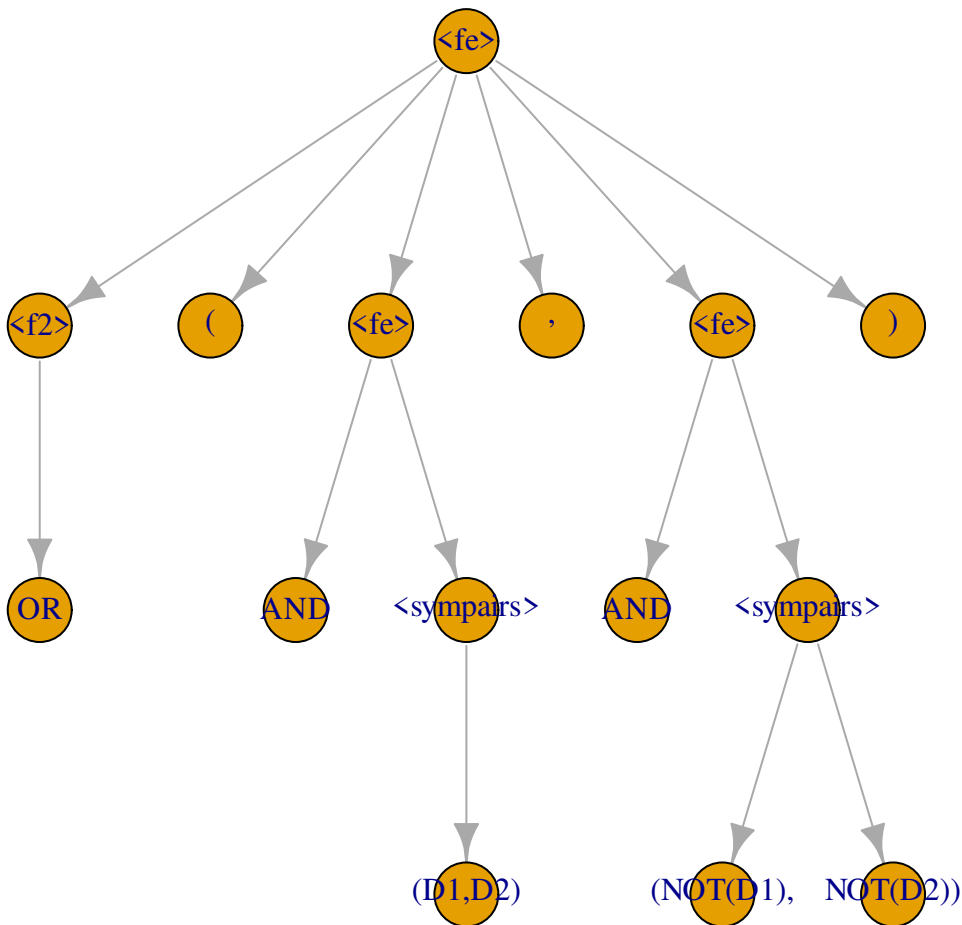 <fe>
<f2> ( <fe> , <fe> )
OR AND <sympairs> AND <sympairs>
(D1,D2) (NOT(D1), NOT(D2))